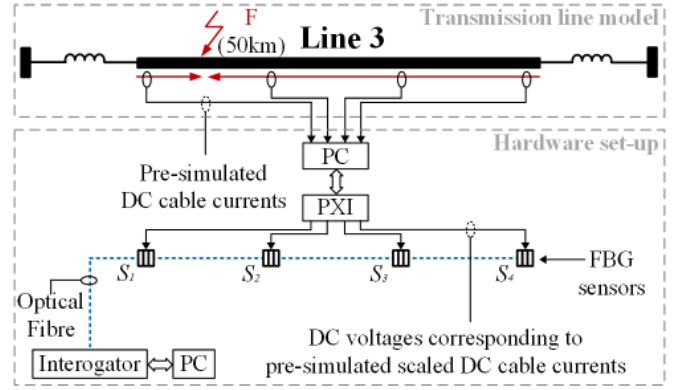 Transmission line model
F
(50km)
Line 3
Hardware set-up
PC
Pre-simulated
DC cable currents
PXI
S1
S2
S3
S4
FBG
sensors
Optical
Fibre
DC voltages corresponding to
pre-simulated scaled DC cable currents
Interogator
PC